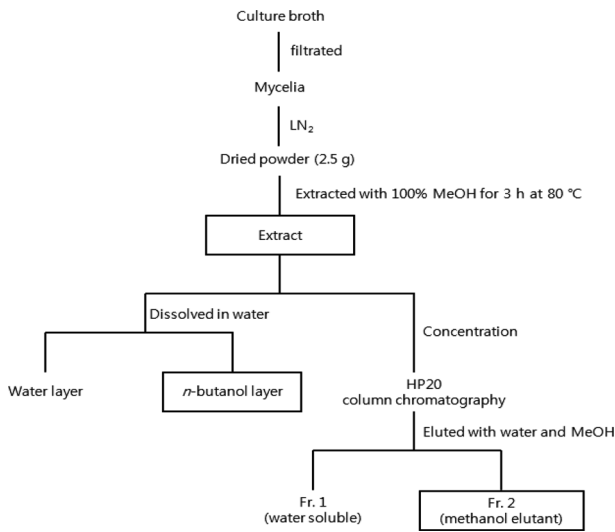 Culture broth
filtrated
Mycelia
LN₂
Dried powder (2.5 g)
Extracted with 100% MeOH for 3 h at 80 ℃
Extract
Dissolved in water
Concentration
Water layer
n-butanol layer
HP20
column chromatography
Eluted with water and MeOH
Fr. 1
(water soluble)
Fr. 2
(methanol elutant)